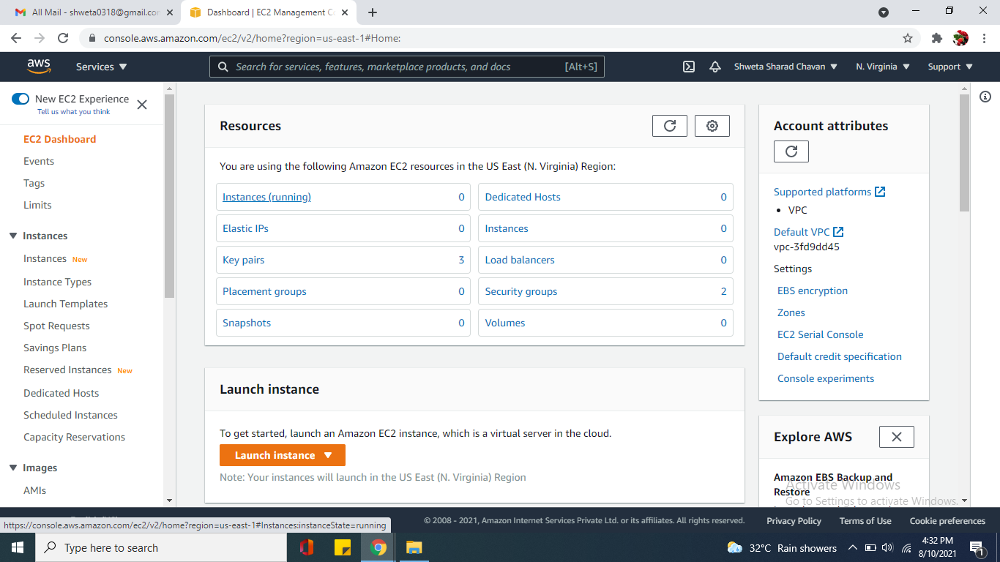 All Mail - shweta0318@gmail.con
Dashboard | EC2 Management C
console.aws.amazon.com/ec2/v2/home?region=us-east-1#Home:
aws
Services
Search for services, features, marketplace products, and docs
[Alt+S]
Shweta Sharad Chavan
N. Virginia
Support
New EC2 Experience
Tell us what you think
EC2 Dashboard
Events
Tags
Limits
Instances
Instances New
Instance Types
Launch Templates
Spot Requests
Savings Plans
Reserved Instances New
Dedicated Hosts
Scheduled Instances
Capacity Reservations
Images
AMIs
Resources
You are using the following Amazon EC2 resources in the US East (N. Virginia) Region:
Instances (running) 0
Dedicated Hosts 0
Elastic IPs 0
Instances 0
Key pairs 3
Load balancers 0
Placement groups 0
Security groups 2
Snapshots 0
Volumes 0
Launch instance
To get started, launch an Amazon EC2 instance, which is a virtual server in the cloud.
Launch instance
Note: Your instances will launch in the US East (N. Virginia) Region
Account attributes
Supported platforms
• VPC
Default VPC
vpc-3fd9dd45
Settings
EBS encryption
Zones
EC2 Serial Console
Default credit specification
Console experiments
Explore AWS
Amazon EBS Backup and
Restore
Activate Windows
Go to Settings to activate Windows.
https://console.aws.amazon.com/ec2/v2/home?region=us-east-1#Instances:instanceState=running
© 2008 - 2021, Amazon Internet Services Private Ltd. or its affiliates. All rights reserved.
Privacy Policy
Terms of Use
Cookie preferences
Type here to search
32°C Rain showers
4:32 PM
8/10/2021
1